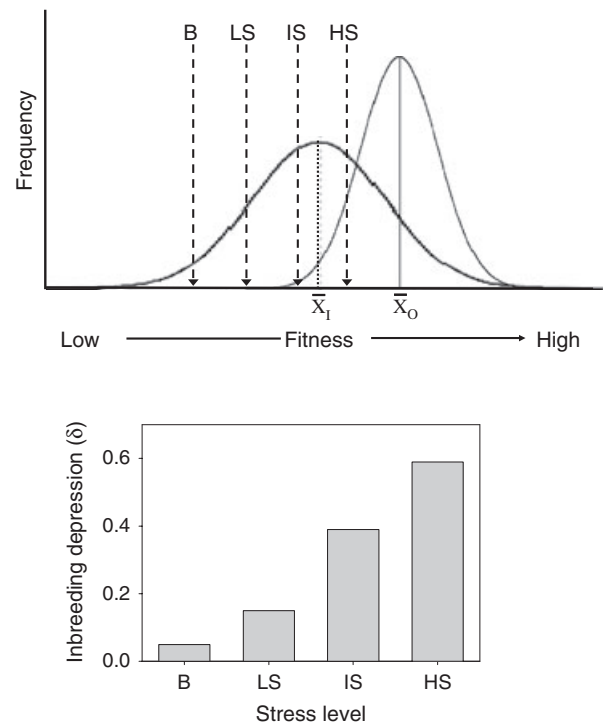 B LS IS HS
Frequency
X̅I X̅O
Low Fitness High
Inbreeding depression (δ)
0.6
0.4
0.2
0.0
B LS IS HS
Stress level